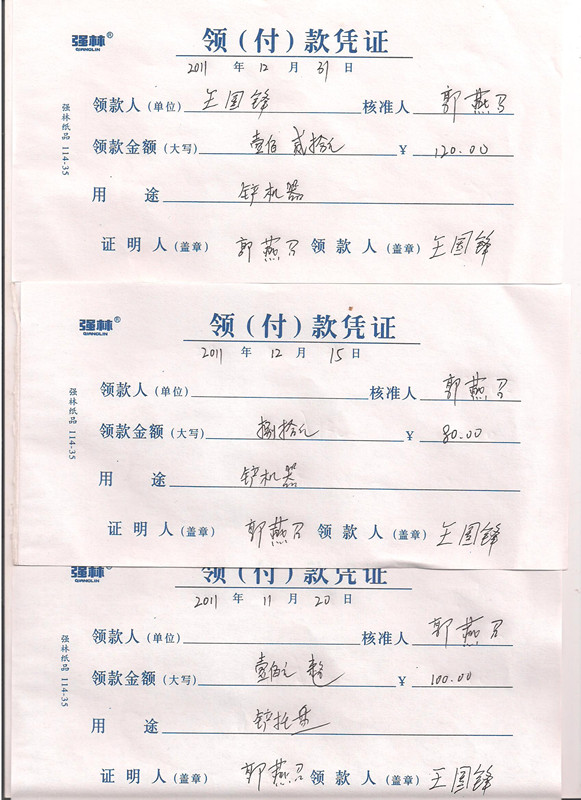 强林® QIANGLIN
领（付）款凭证
2011 年 12 月 31 日
领款人（单位） 王国锋 核准人 郭燕召
领款金额（大写） 壹佰贰拾元 ¥ 120.00
用 途 铲机器
证 明 人（盖章） 郭燕召 领 款 人（盖章） 王国锋
强林纸品 114-35
强林® QIANGLIN
领（付）款凭证
2011 年 12 月 15 日
领款人（单位） 核准人 郭燕召
领款金额（大写） 捌拾元 ¥ 80.00
用 途 铲机器
证 明 人（盖章） 郭燕召 领 款 人（盖章） 王国锋
强林纸品 114-35
强林® QIANGLIN
领（付）款凭证
2011 年 11 月 20 日
领款人（单位） 核准人 郭燕召
领款金额（大写） 壹佰元整 ¥ 100.00
用 途
证 明 人（盖章） 郭燕召 领 款 人（盖章） 王国锋
强林纸品 114-35